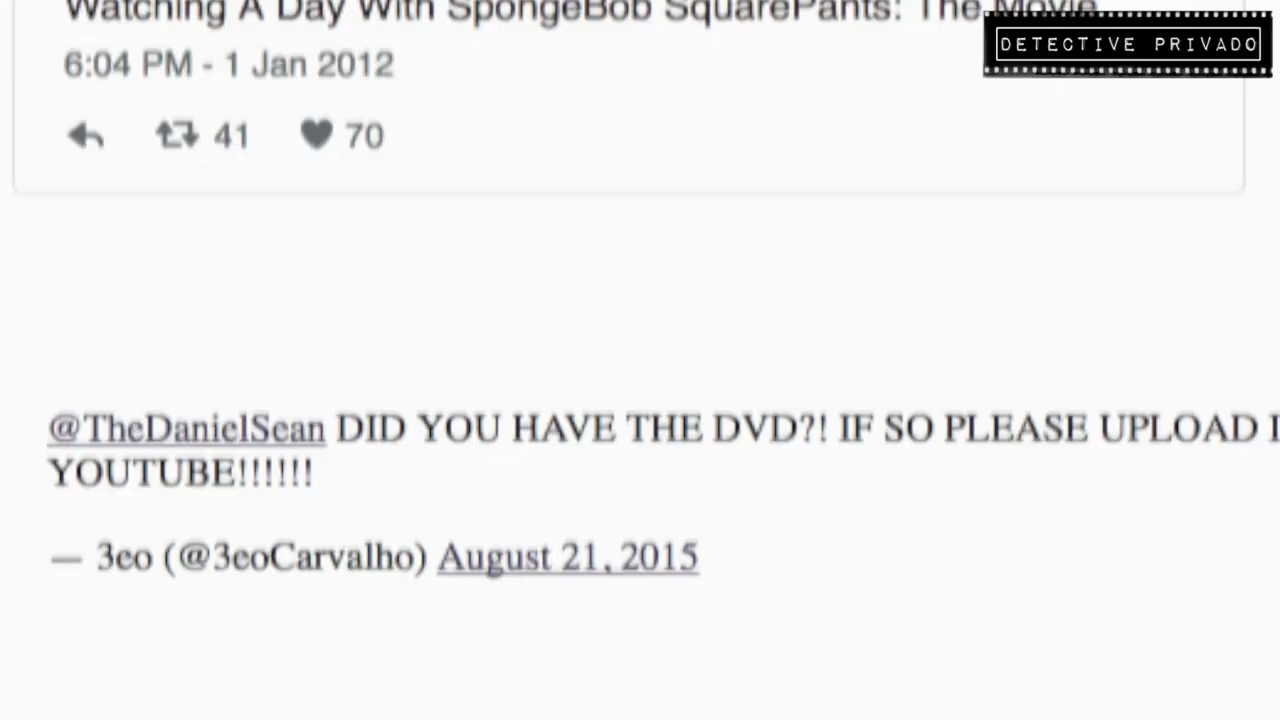 Watching A Day With SpongeBob SquarePants: The Movie
DETECTIVE PRIVADO
6:04 PM - 1 Jan 2012
41 70
@TheDanielSean DID YOU HAVE THE DVD?! IF SO PLEASE UPLOAD
YOUTUBE!!!!!!
— 3eo (@3eoCarvalho) August 21, 2015